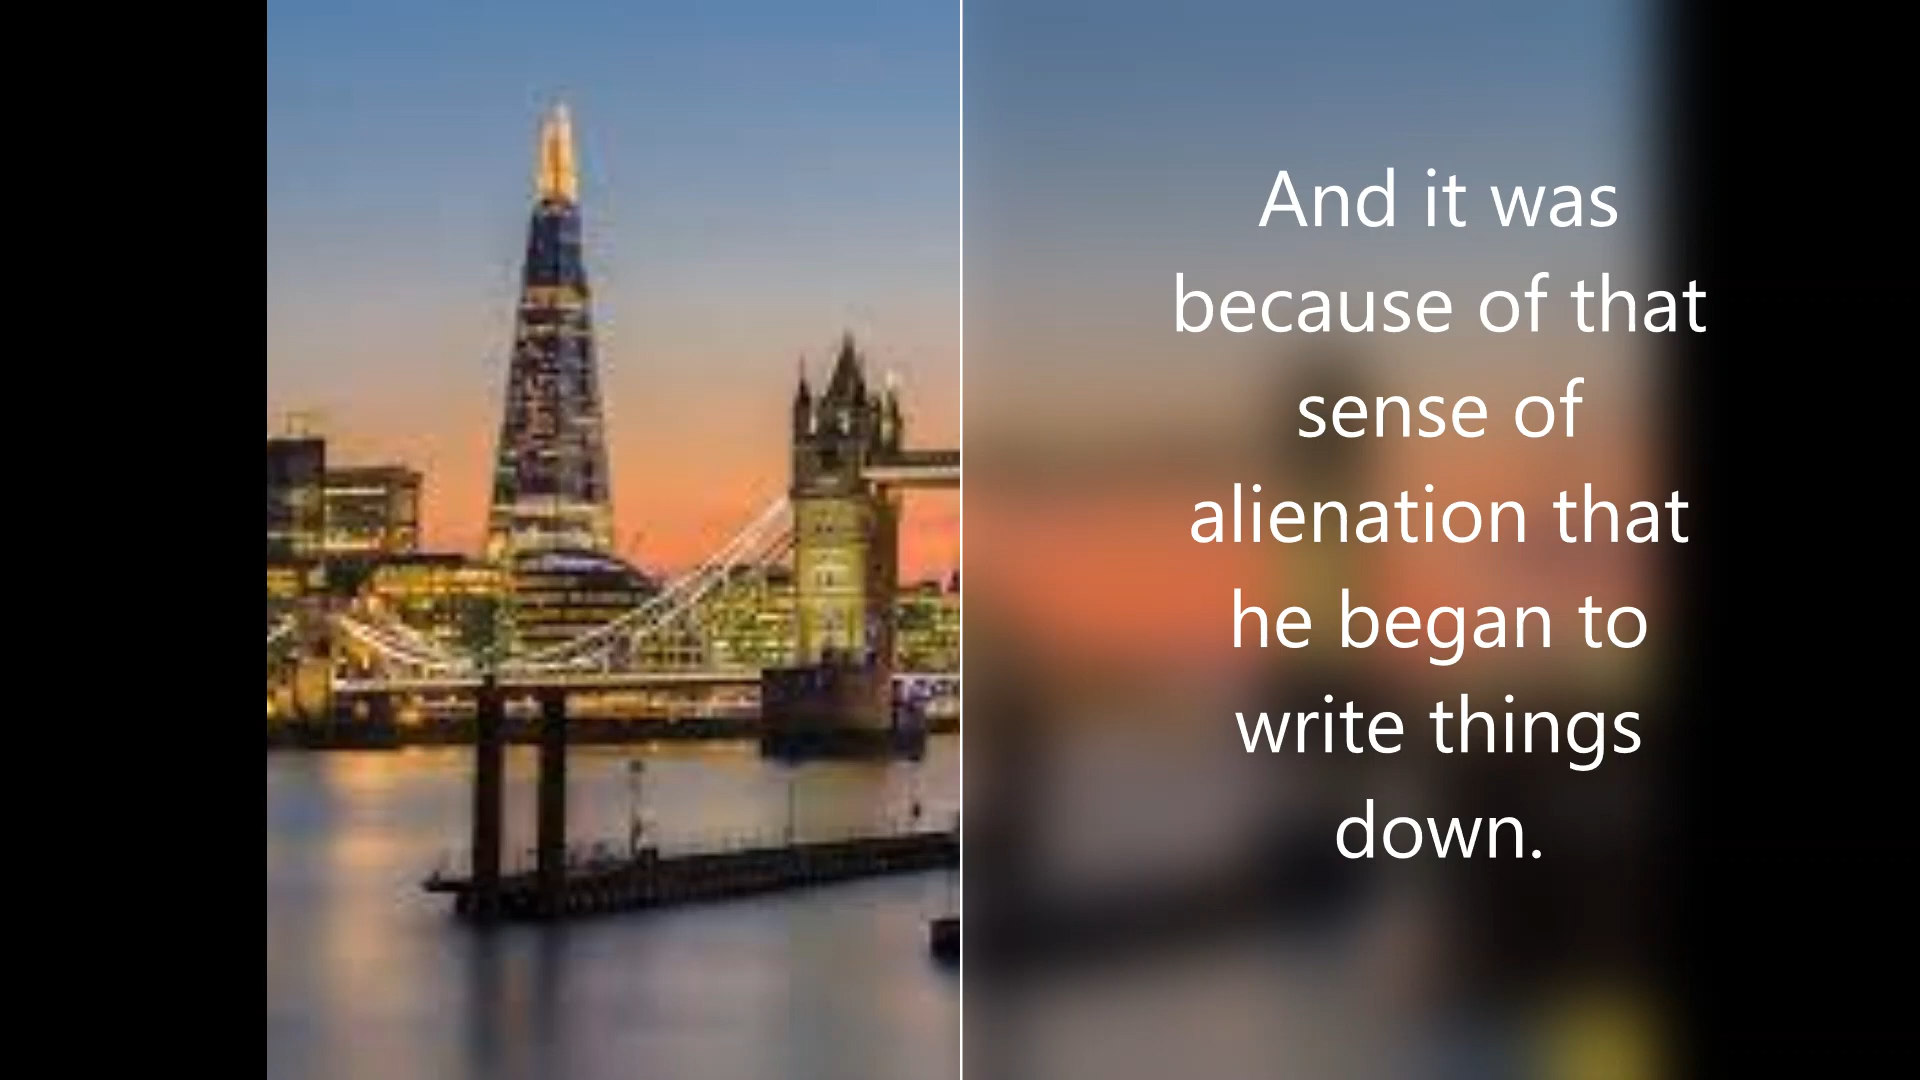 And it was
because of that
sense of
alienation that
he began to
write things
down.